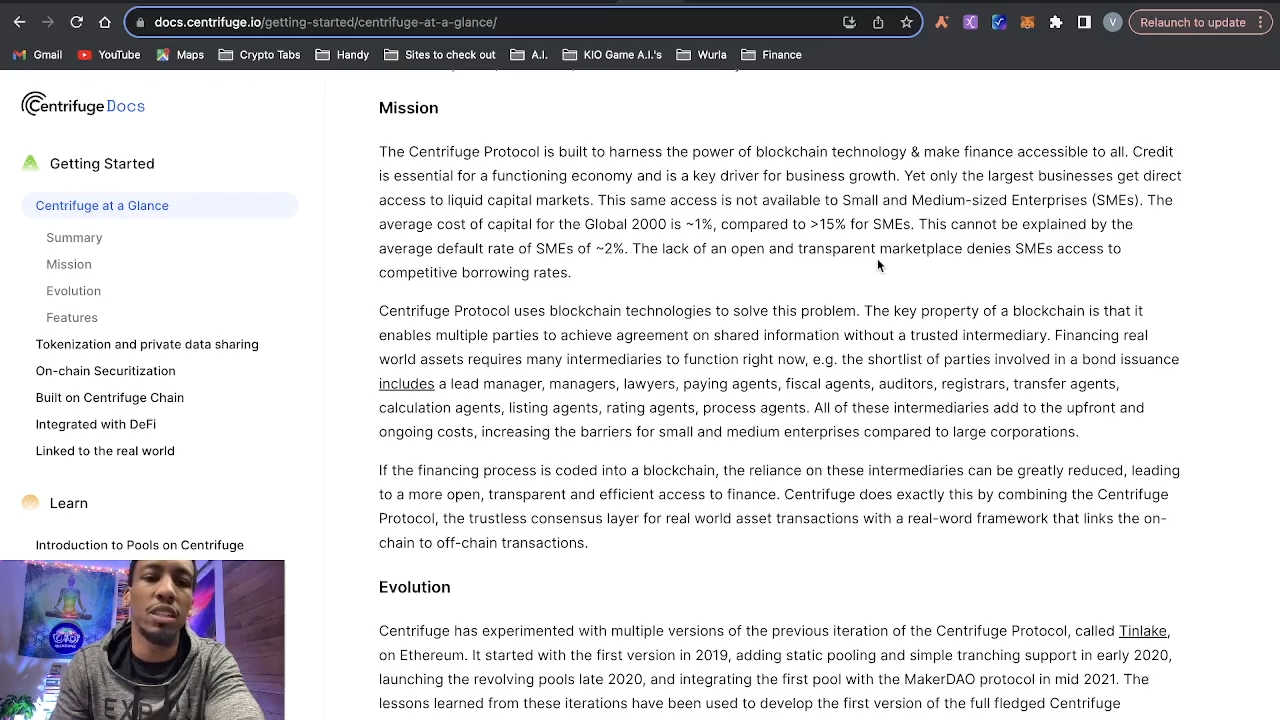 docs.centrifuge.io/getting-started/centrifuge-at-a-glance/
V
Relaunch to update
Gmail
YouTube
Maps
Crypto Tabs
Handy
Sites to check out
A.I.
KIO Game A.I.'s
Wurla
Finance
Centrifuge Docs
Getting Started
Centrifuge at a Glance
Summary
Mission
Evolution
Features
Tokenization and private data sharing
On-chain Securitization
Built on Centrifuge Chain
Integrated with DeFi
Linked to the real world
Learn
Introduction to Pools on Centrifuge
Mission
The Centrifuge Protocol is built to harness the power of blockchain technology & make finance accessible to all. Credit
is essential for a functioning economy and is a key driver for business growth. Yet only the largest businesses get direct
access to liquid capital markets. This same access is not available to Small and Medium-sized Enterprises (SMEs). The
average cost of capital for the Global 2000 is ~1%, compared to >15% for SMEs. This cannot be explained by the
average default rate of SMEs of ~2%. The lack of an open and transparent marketplace denies SMEs access to
competitive borrowing rates.
Centrifuge Protocol uses blockchain technologies to solve this problem. The key property of a blockchain is that it
enables multiple parties to achieve agreement on shared information without a trusted intermediary. Financing real
world assets requires many intermediaries to function right now, e.g. the shortlist of parties involved in a bond issuance
includes a lead manager, managers, lawyers, paying agents, fiscal agents, auditors, registrars, transfer agents,
calculation agents, listing agents, rating agents, process agents. All of these intermediaries add to the upfront and
ongoing costs, increasing the barriers for small and medium enterprises compared to large corporations.
If the financing process is coded into a blockchain, the reliance on these intermediaries can be greatly reduced, leading
to a more open, transparent and efficient access to finance. Centrifuge does exactly this by combining the Centrifuge
Protocol, the trustless consensus layer for real world asset transactions with a real-word framework that links the on-
chain to off-chain transactions.
Evolution
Centrifuge has experimented with multiple versions of the previous iteration of the Centrifuge Protocol, called Tinlake,
on Ethereum. It started with the first version in 2019, adding static pooling and simple tranching support in early 2020,
launching the revolving pools late 2020, and integrating the first pool with the MakerDAO protocol in mid 2021. The
lessons learned from these iterations have been used to develop the first version of the full fledged Centrifuge